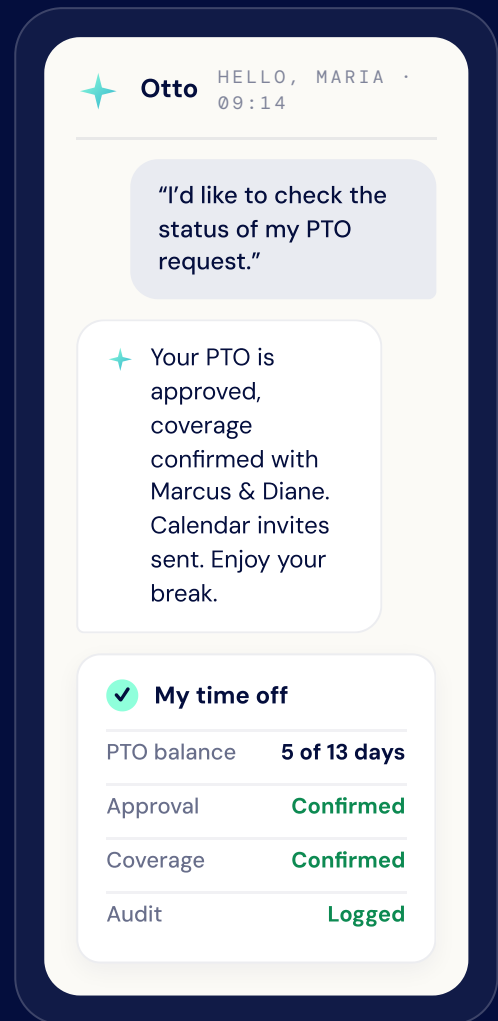 Otto
HELLO, MARIA ·
09:14
“I’d like to check the
status of my PTO
request.”
Your PTO is
approved,
coverage
confirmed with
Marcus & Diane.
Calendar invites
sent. Enjoy your
break.
My time off
PTO balance 5 of 13 days
Approval Confirmed
Coverage Confirmed
Audit Logged